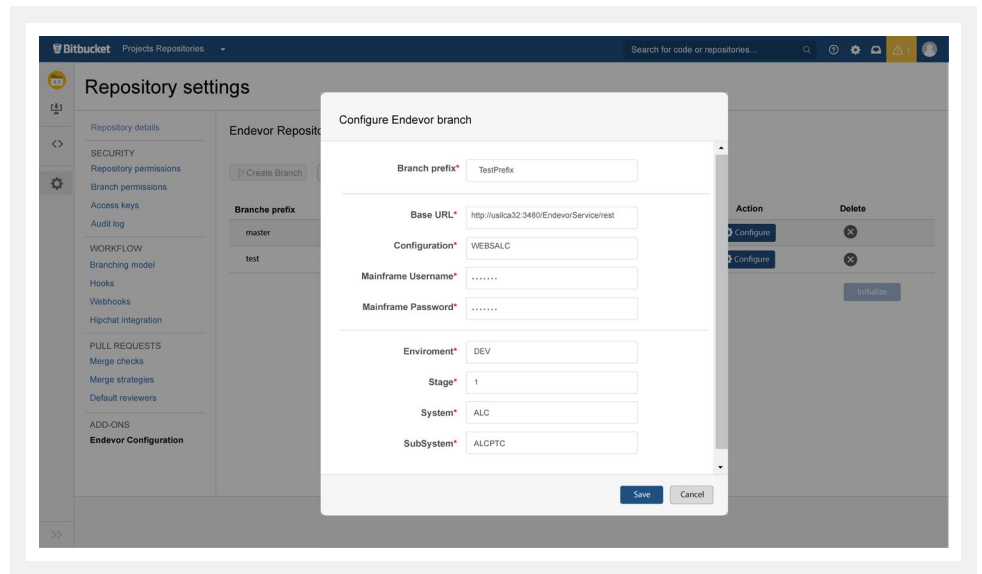 Bitbucket Projects Repositories Search for code or repositories... 1
Repository settings
Repository details
SECURITY
Repository permissions
Branch permissions
Access keys
Audit log
WORKFLOW
Branching model
Hooks
Webhooks
Hipchat integration
PULL REQUESTS
Merge checks
Merge strategies
Default reviewers
ADD-ONS
Endevor Configuration
>>
Endevor Reposito
Create Branch
Branche prefix Action Delete
master Configure
test Configure
Initialize
Configure Endevor branch
Branch prefix* TestPrefix
Base URL* http://usilca32:3480/EndevorService/rest
Configuration* WEBSALC
Mainframe Username* .......
Mainframe Password* .......
Enviroment* DEV
Stage* 1
System* ALC
SubSystem* ALCPTC
Save Cancel